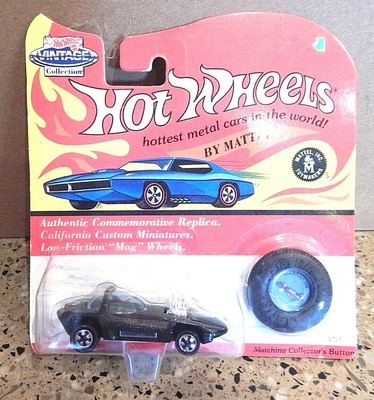 Hot Wheels
VINTAGE
Collection
HOT WHEELS
hottest metal cars in the world!
BY MATT
MATTEL, INC.
TOYMAKERS
Authentic Commemorative Replica.
California Custom Miniatures.
Low-Friction "Mag" Wheels.
Matching Collector's Button